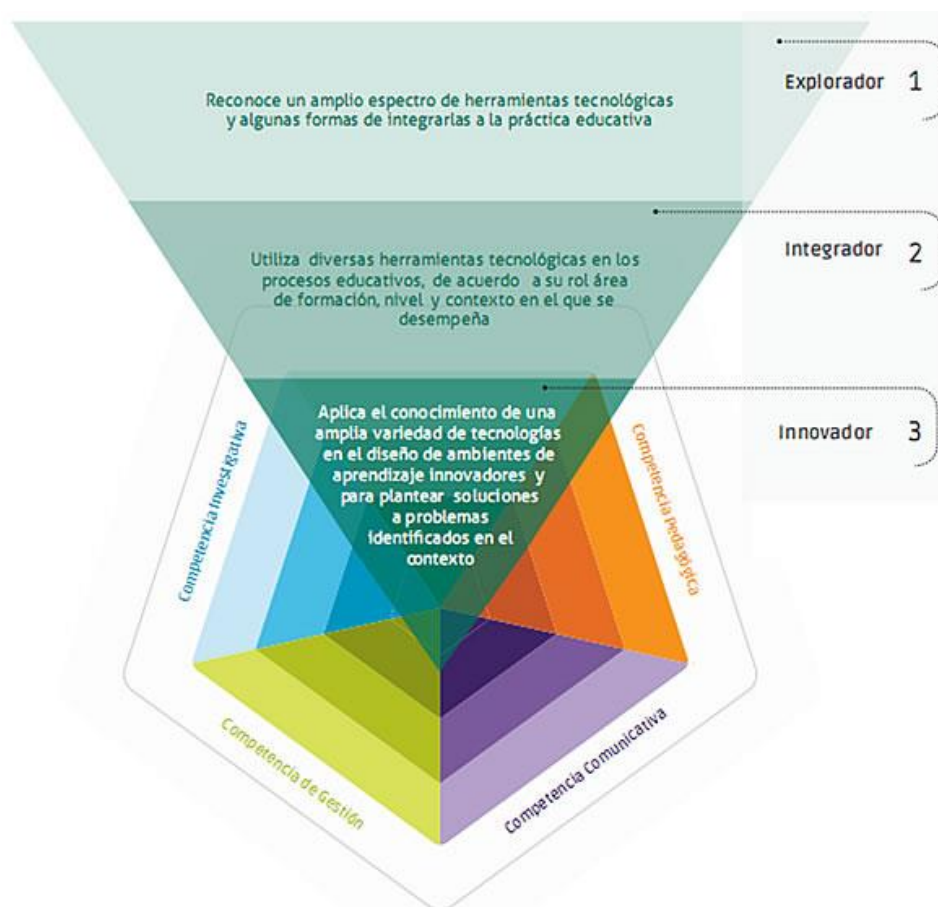 Reconoce un amplio espectro de herramientas tecnológicas
y algunas formas de integrarlas a la práctica educativa
Explorador 1
Utiliza diversas herramientas tecnológicas en los
procesos educativos, de acuerdo a su rol área
de formación, nivel y contexto en el que se
desempeña
Integrador 2
Aplica el conocimiento de una
amplia variedad de tecnologías
en el diseño de ambientes de
aprendizaje innovadores y
para plantear soluciones
a problemas
identificados en el
contexto
Innovador 3
Competencia Investigativa
Competencia Pedagógica
Competencia de Gestión
Competencia Comunicativa